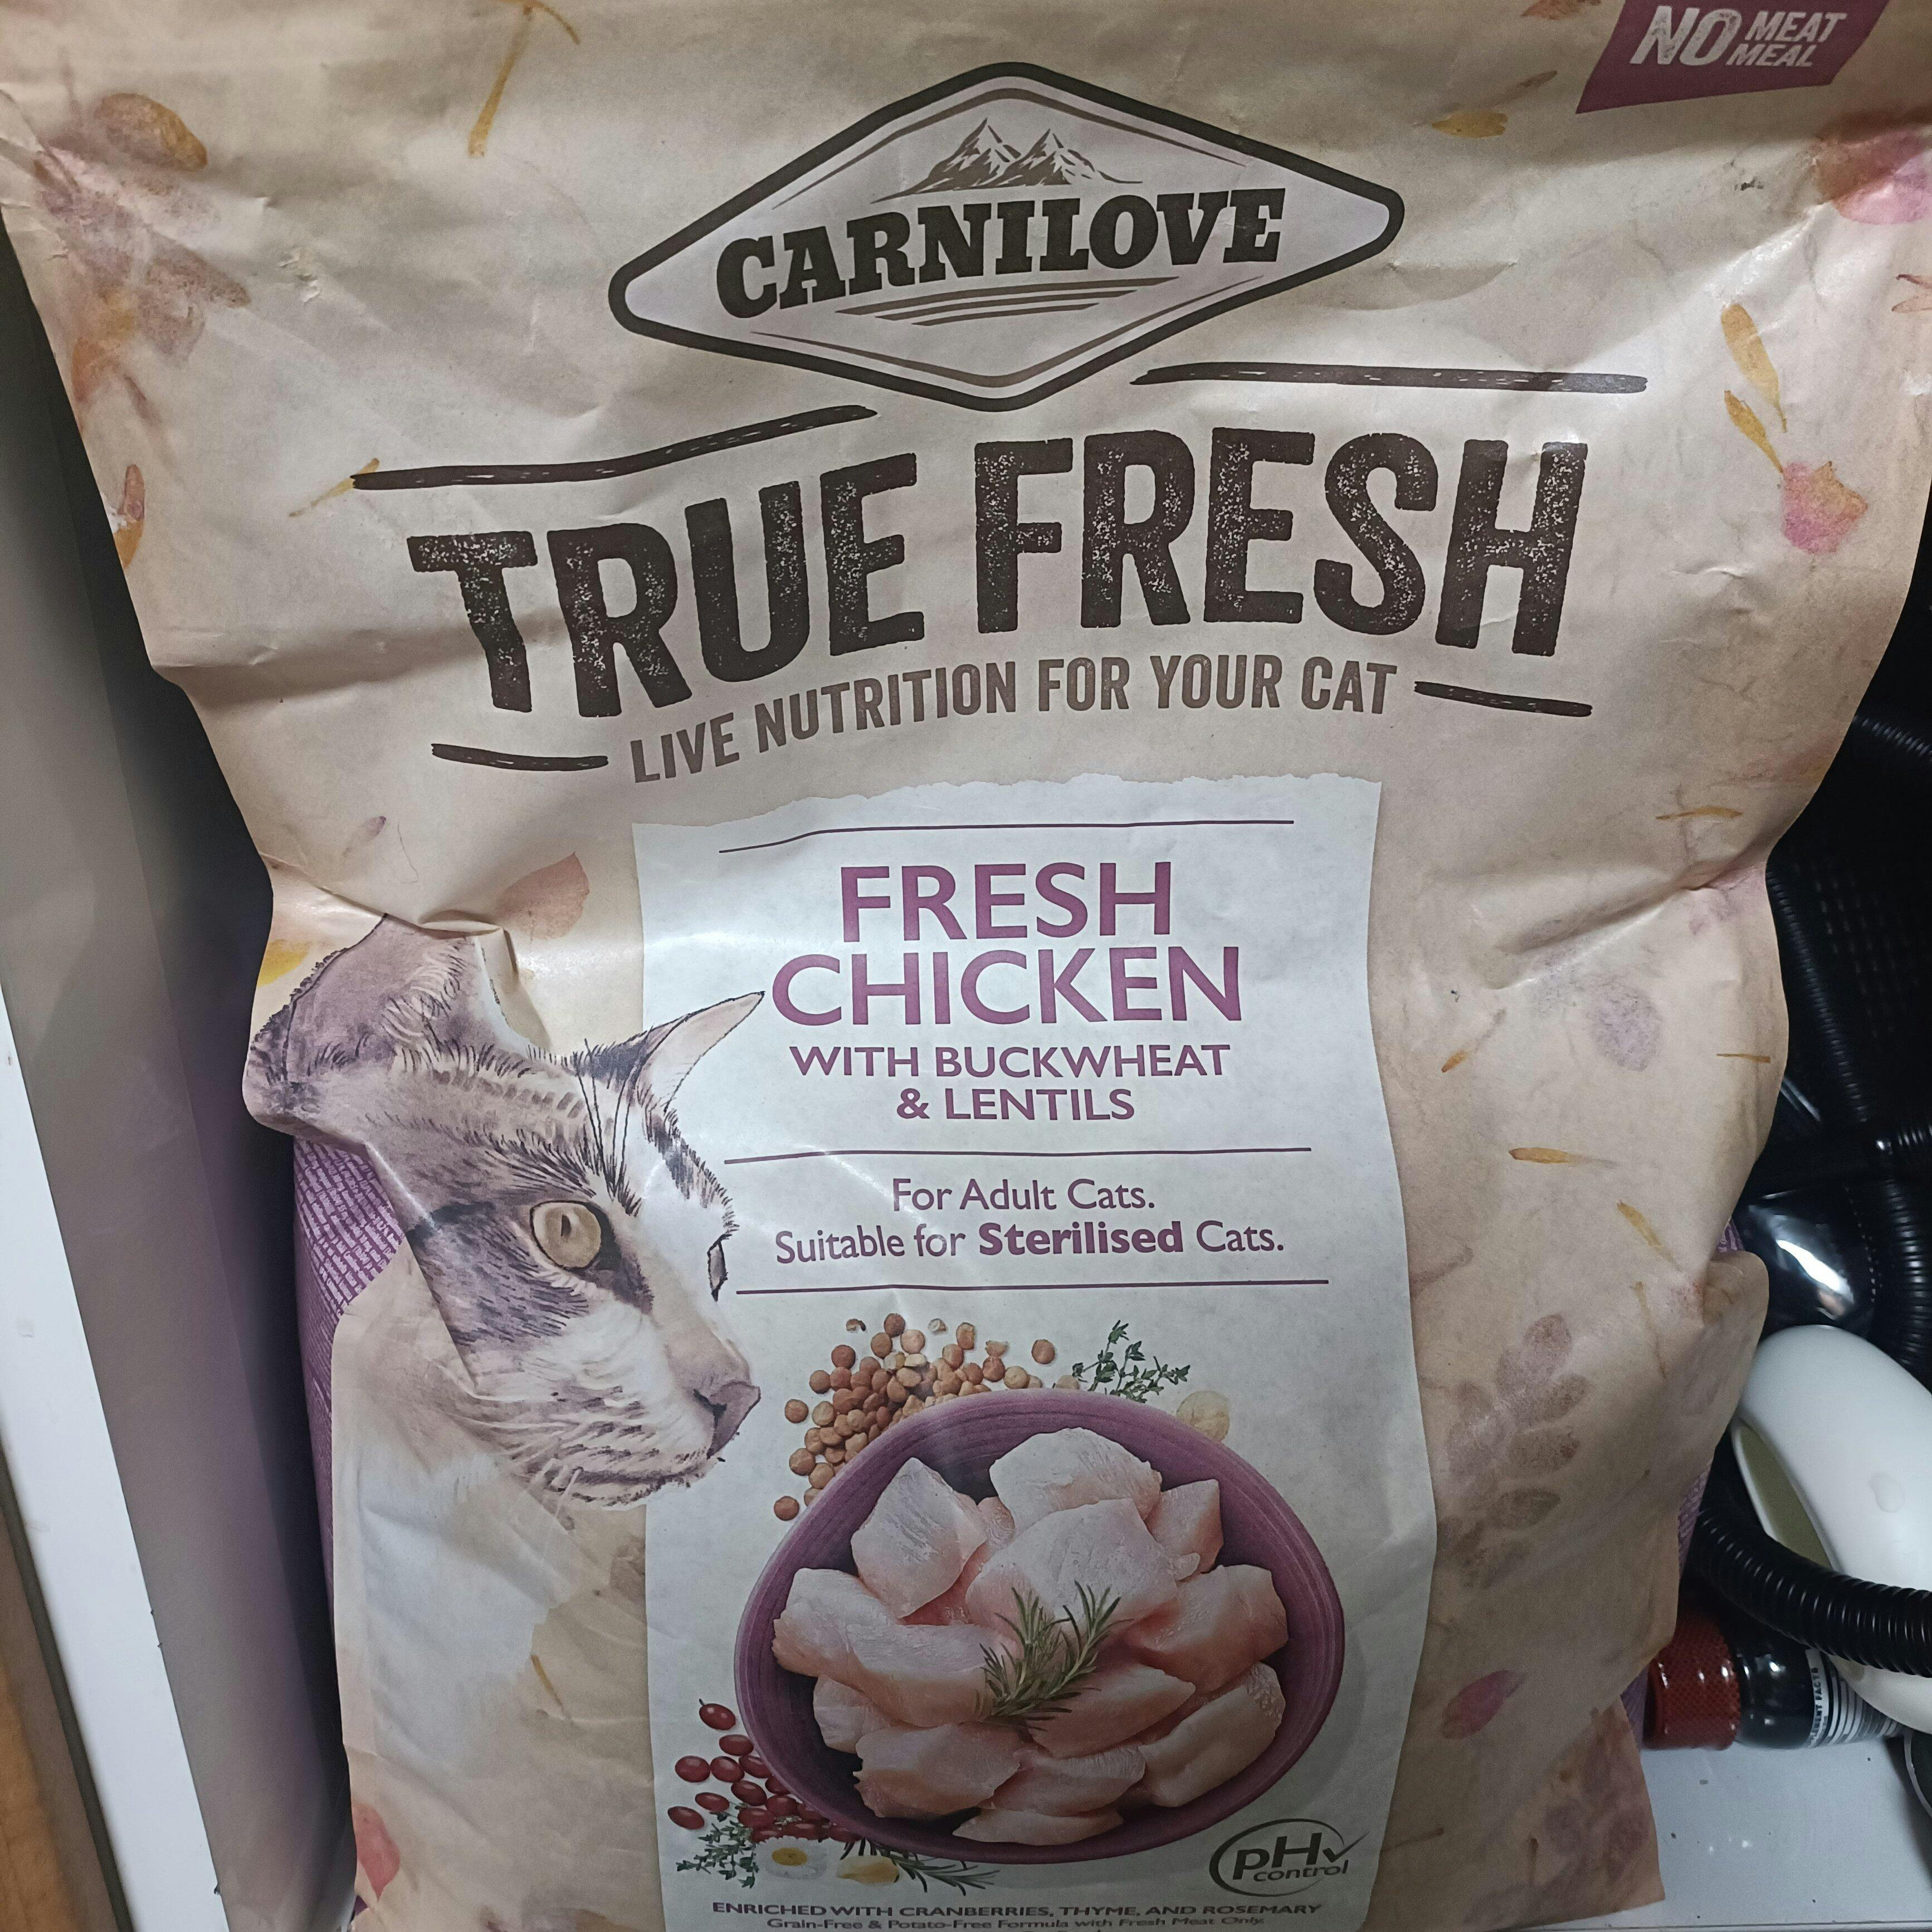 NO MEAT
MEAL
CARNILOVE
TRUE FRESH
LIVE NUTRITION FOR YOUR CAT
FRESH
CHICKEN
WITH BUCKWHEAT
& LENTILS
For Adult Cats.
Suitable for Sterilised Cats.
pH
control
ENRICHED WITH CRANBERRIES, THYME, AND ROSEMARY
Grain-Free & Potato-Free Formula with Fresh Meat Only.